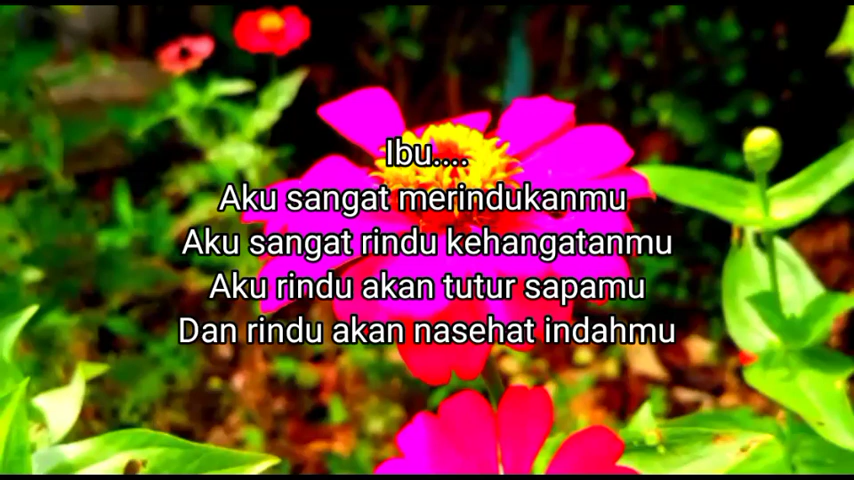 Ibu....
Aku sangat merindukanmu
Aku sangat rindu kehangatanmu
Aku rindu akan tutur sapamu
Dan rindu akan nasehat indahmu